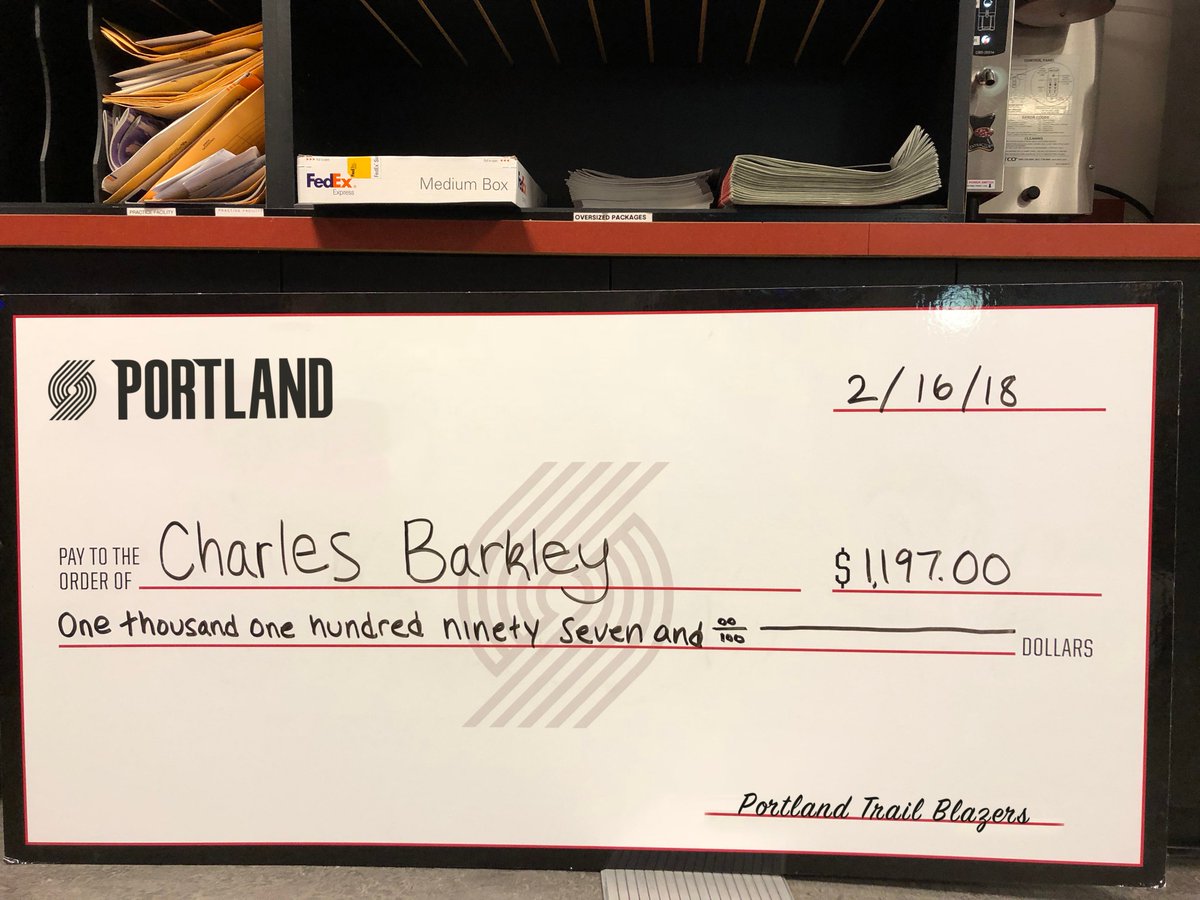 FedEx
Express
Medium Box
PRACTICE FACILITY
OVERSIZED PACKAGES
PORTLAND
2/16/18
PAY TO THE
ORDER OF
Charles Barkley
$ 1,197.00
One thousand one hundred ninety seven and 00/100
DOLLARS
Portland Trail Blazers